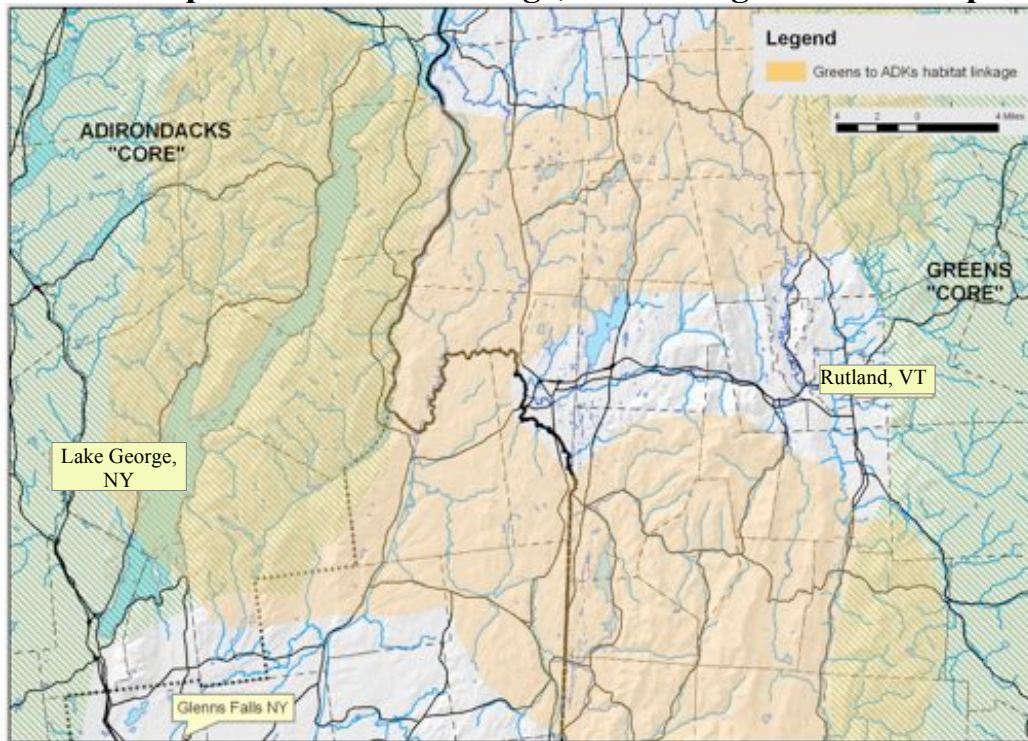 Legend
Greens to ADKs habitat linkage
4 2 0 4 Miles
ADIRONDACKS
"CORE"
GREENS
"CORE"
Rutland, VT
Lake George,
NY
Glenns Falls NY